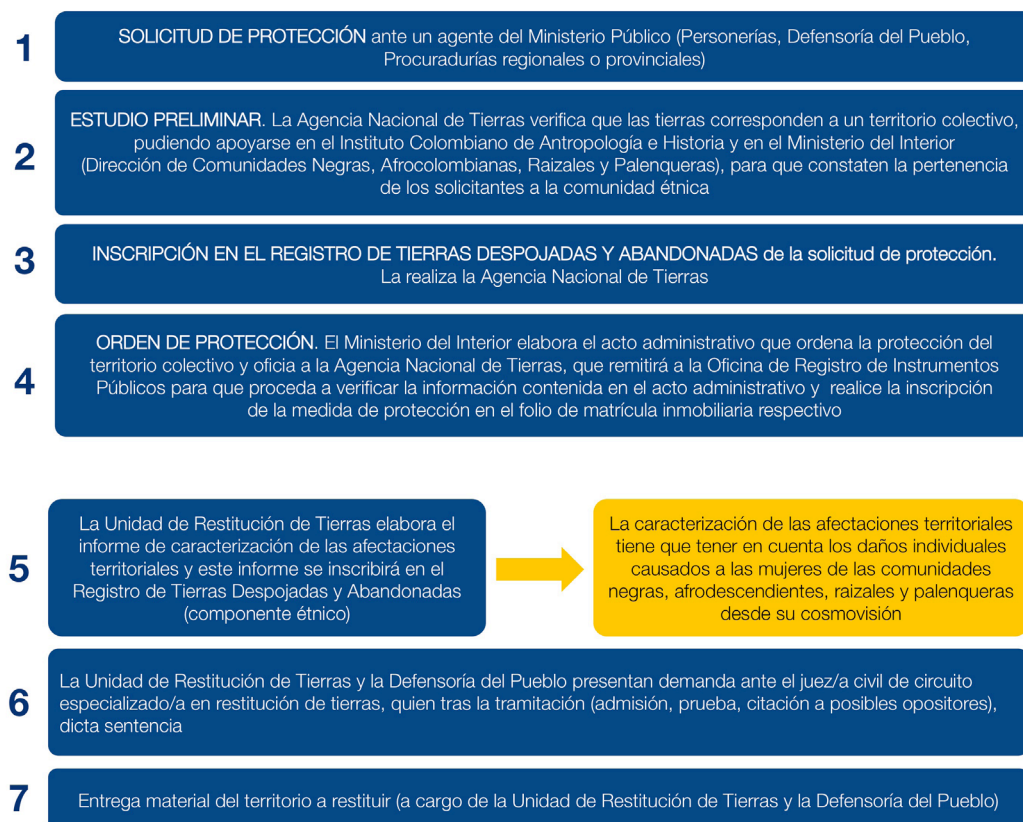 1
SOLICITUD DE PROTECCIÓN ante un agente del Ministerio Público (Personerías, Defensoría del Pueblo,
Procuradurías regionales o provinciales)
2
ESTUDIO PRELIMINAR. La Agencia Nacional de Tierras verifica que las tierras corresponden a un territorio colectivo,
pudiendo apoyarse en el Instituto Colombiano de Antropología e Historia y en el Ministerio del Interior
(Dirección de Comunidades Negras, Afrocolombianas, Raizales y Palenqueras), para que constaten la pertenencia
de los solicitantes a la comunidad étnica
3
INSCRIPCIÓN EN EL REGISTRO DE TIERRAS DESPOJADAS Y ABANDONADAS de la solicitud de protección.
La realiza la Agencia Nacional de Tierras
4
ORDEN DE PROTECCIÓN. El Ministerio del Interior elabora el acto administrativo que ordena la protección del
territorio colectivo y oficia a la Agencia Nacional de Tierras, que remitirá a la Oficina de Registro de Instrumentos
Públicos para que proceda a verificar la información contenida en el acto administrativo y realice la inscripción
de la medida de protección en el folio de matrícula inmobiliaria respectivo
5
La Unidad de Restitución de Tierras elabora el
informe de caracterización de las afectaciones
territoriales y este informe se inscribirá en el
Registro de Tierras Despojadas y Abandonadas
(componente étnico)
La caracterización de las afectaciones territoriales
tiene que tener en cuenta los daños individuales
causados a las mujeres de las comunidades
negras, afrodescendientes, raizales y palenqueras
desde su cosmovisión
6
La Unidad de Restitución de Tierras y la Defensoría del Pueblo presentan demanda ante el juez/a civil de circuito
especializado/a en restitución de tierras, quien tras la tramitación (admisión, prueba, citación a posibles opositores),
dicta sentencia
7
Entrega material del territorio a restituir (a cargo de la Unidad de Restitución de Tierras y la Defensoría del Pueblo)